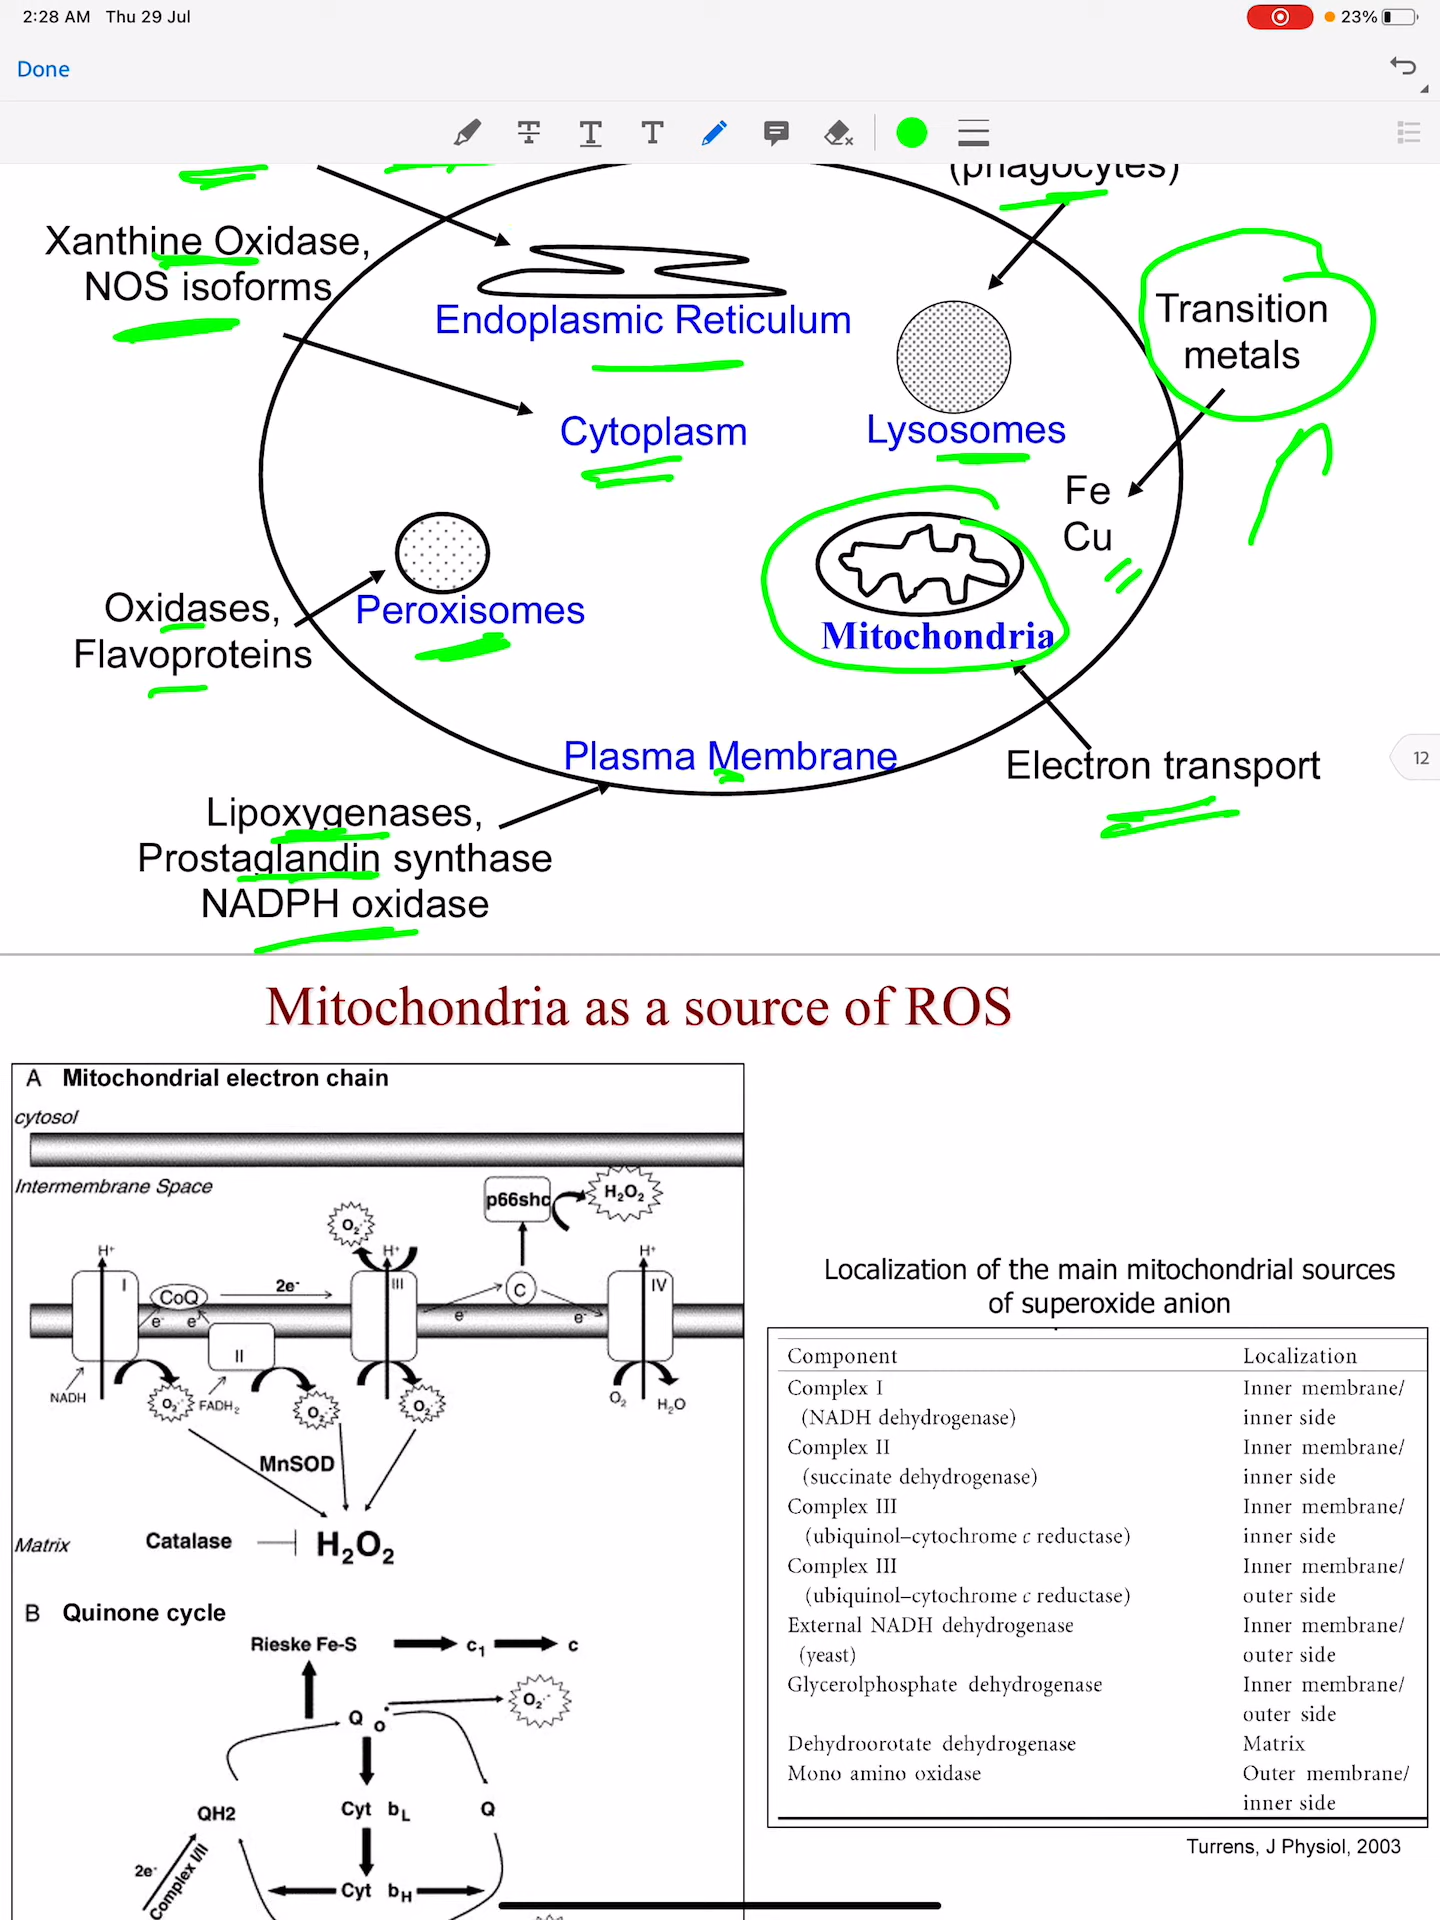 2:28 AM Thu 29 Jul
23%
Done
(phagocytes)
Xanthine Oxidase,
NOS isoforms
Endoplasmic Reticulum
Transition
metals
Cytoplasm
Lysosomes
Fe
Cu
Oxidases,
Flavoproteins
Peroxisomes
Mitochondria
Plasma Membrane
Electron transport
12
Lipoxygenases,
Prostaglandin synthase
NADPH oxidase
Mitochondria as a source of ROS
A Mitochondrial electron chain
cytosol
Intermembrane Space
p66shc
H₂O₂
O₂·⁻
H⁺
H⁺
H⁺
I
CoQ
2e⁻
III
C
IV
e⁻
e⁻
e⁻
e⁻
II
NADH
O₂·⁻
FADH₂
O₂·⁻
O₂·⁻
O₂
H₂O
MnSOD
Matrix
Catalase
H₂O₂
B Quinone cycle
Rieske Fe-S
c₁
c
O₂·⁻
Q o
QH2
Cyt b_L
Q
2e⁻
Complex I/II
Cyt b_H
Localization of the main mitochondrial sources
of superoxide anion
Component Localization
Complex I Inner membrane/
(NADH dehydrogenase) inner side
Complex II Inner membrane/
(succinate dehydrogenase) inner side
Complex III Inner membrane/
(ubiquinol–cytochrome c reductase) inner side
Complex III Inner membrane/
(ubiquinol–cytochrome c reductase) outer side
External NADH dehydrogenase Inner membrane/
(yeast) outer side
Glycerolphosphate dehydrogenase Inner membrane/
outer side
Dehydroorotate dehydrogenase Matrix
Mono amino oxidase Outer membrane/
inner side
Turrens, J Physiol, 2003